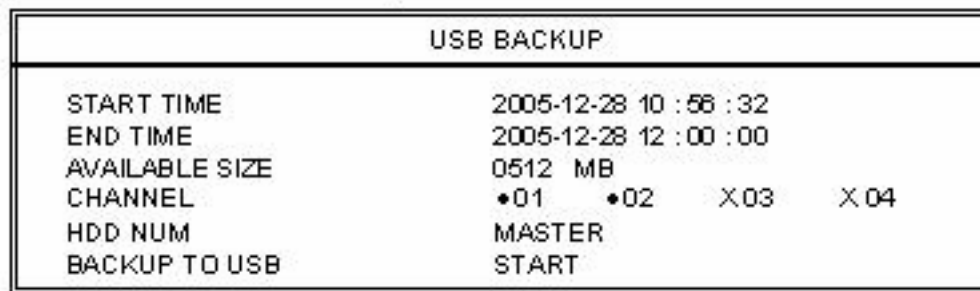 USB BACKUP
START TIME 2005-12-28 10 : 56 : 32
END TIME 2005-12-28 12 : 00 : 00
AVAILABLE SIZE 0512 MB
CHANNEL •01 •02 X03 X04
HDD NUM MASTER
BACKUP TO USB START